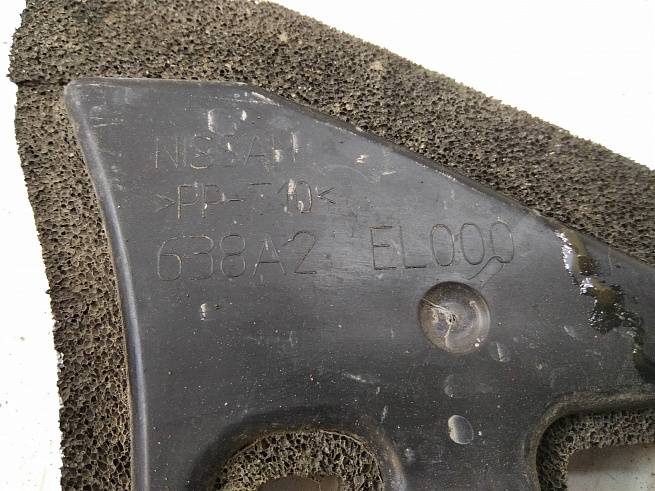 NISSAN
>PP-T10<
638A2 EL000